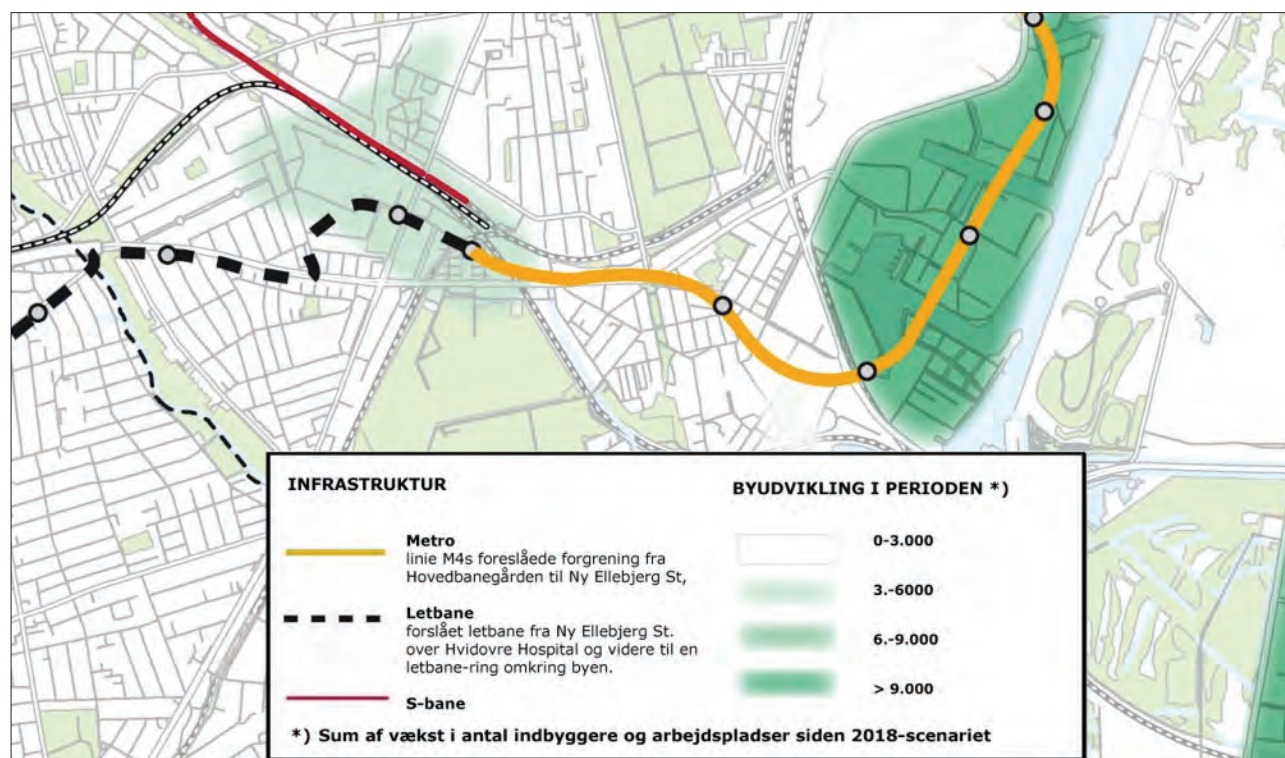 INFRASTRUKTUR
Metro
linie M4s foreslåede forgrening fra
Hovedbanegården til Ny Ellebjerg St,
Letbane
forslået letbane fra Ny Ellebjerg St.
over Hvidovre Hospital og videre til en
letbane-ring omkring byen.
S-bane
BYUDVIKLING I PERIODEN *)
0-3.000
3.-6000
6.-9.000
> 9.000
*) Sum af vækst i antal indbyggere og arbejdspladser siden 2018-scenariet